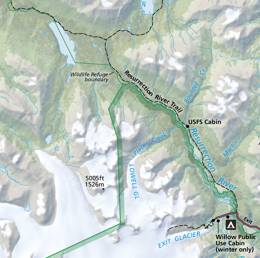 Wildlife Refuge
boundary
Resurrection River Trail
USFS Cabin
Resurrection River
5005ft
1526m
LOWELL GL
EXIT GLACIER
Exit
Willow Public
Use Cabin
(winter only)